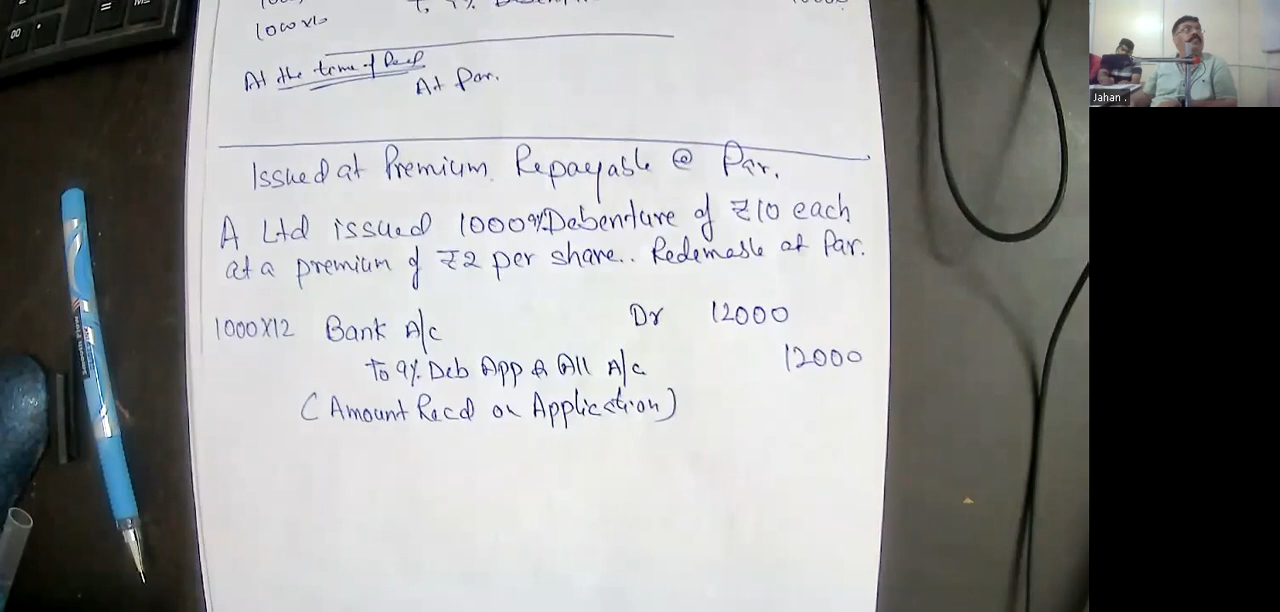 1000x10
At the time of
At Par.
Issued at Premium. Repayable @ Par.
A Ltd issued 1000 9% Debenture of ₹10 each
at a premium of ₹2 per share.. Redemable at Par.
1000X12 Bank A/c Dr 12000
To 9% Deb App & All A/c 12000
(Amount Recd on Application)
Jahan .